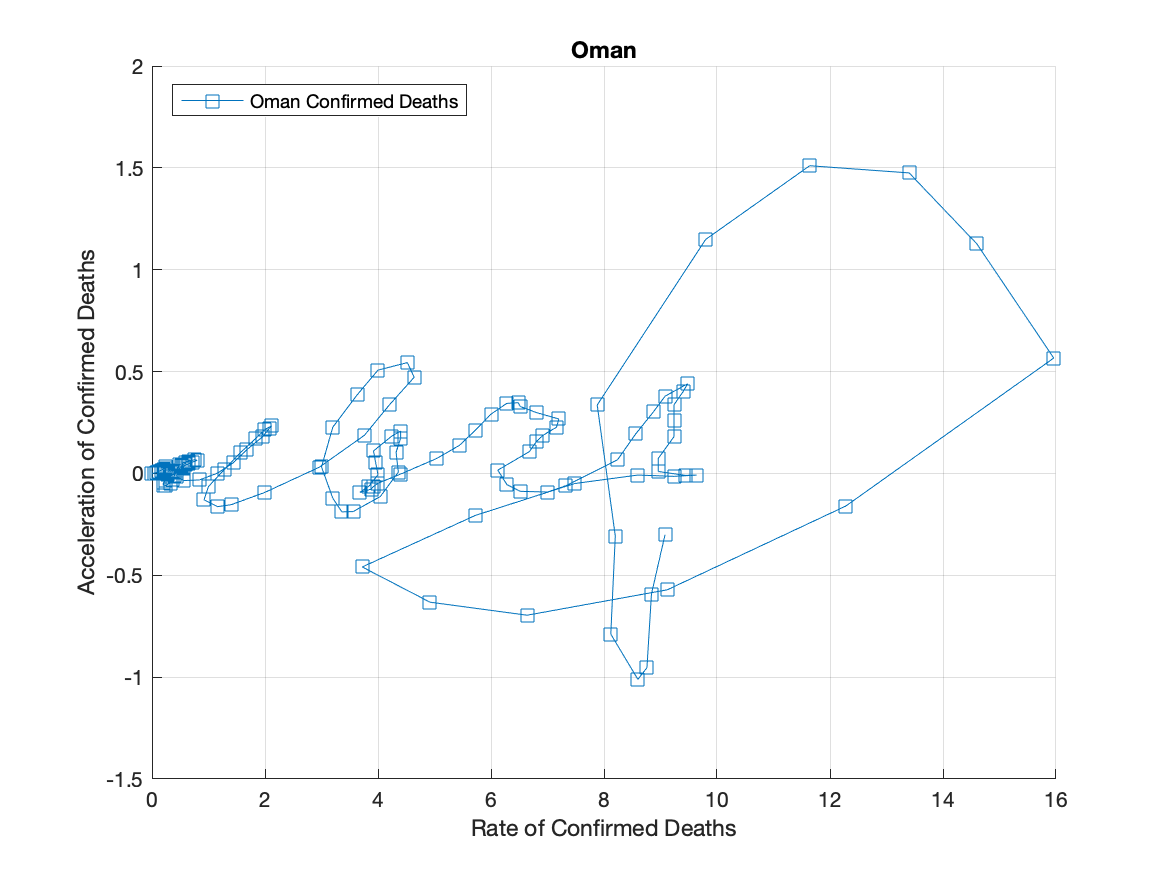 Oman
Oman Confirmed Deaths
2
1.5
1
0.5
0
-0.5
-1
-1.5
Acceleration of Confirmed Deaths
0 2 4 6 8 10 12 14 16
Rate of Confirmed Deaths